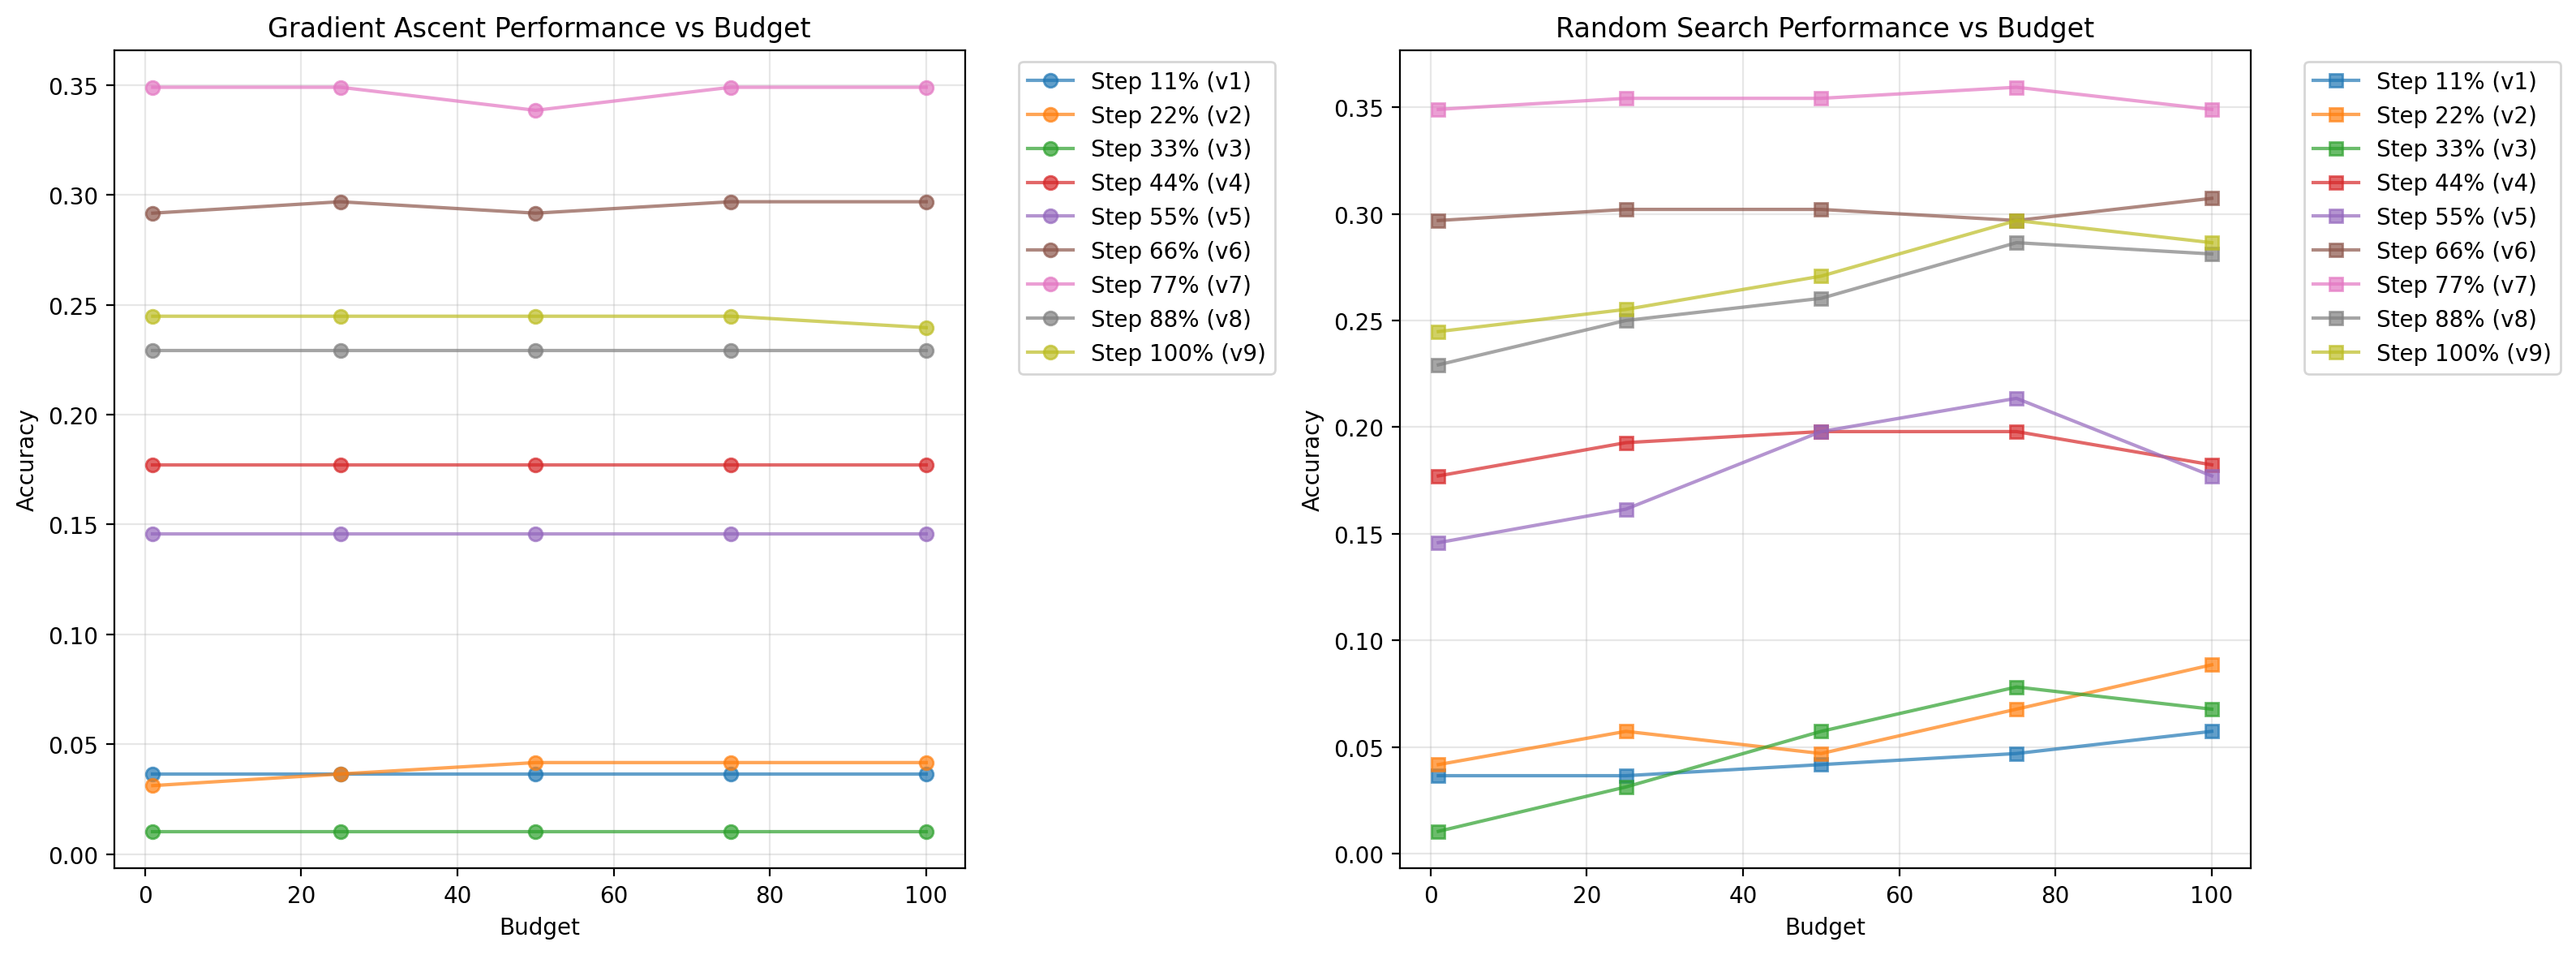 Gradient Ascent Performance vs Budget
Accuracy
0.35
0.30
0.25
0.20
0.15
0.10
0.05
0.00
0 20 40 60 80 100
Budget
Step 11% (v1)
Step 22% (v2)
Step 33% (v3)
Step 44% (v4)
Step 55% (v5)
Step 66% (v6)
Step 77% (v7)
Step 88% (v8)
Step 100% (v9)
Random Search Performance vs Budget
Accuracy
0.35
0.30
0.25
0.20
0.15
0.10
0.05
0.00
0 20 40 60 80 100
Budget
Step 11% (v1)
Step 22% (v2)
Step 33% (v3)
Step 44% (v4)
Step 55% (v5)
Step 66% (v6)
Step 77% (v7)
Step 88% (v8)
Step 100% (v9)